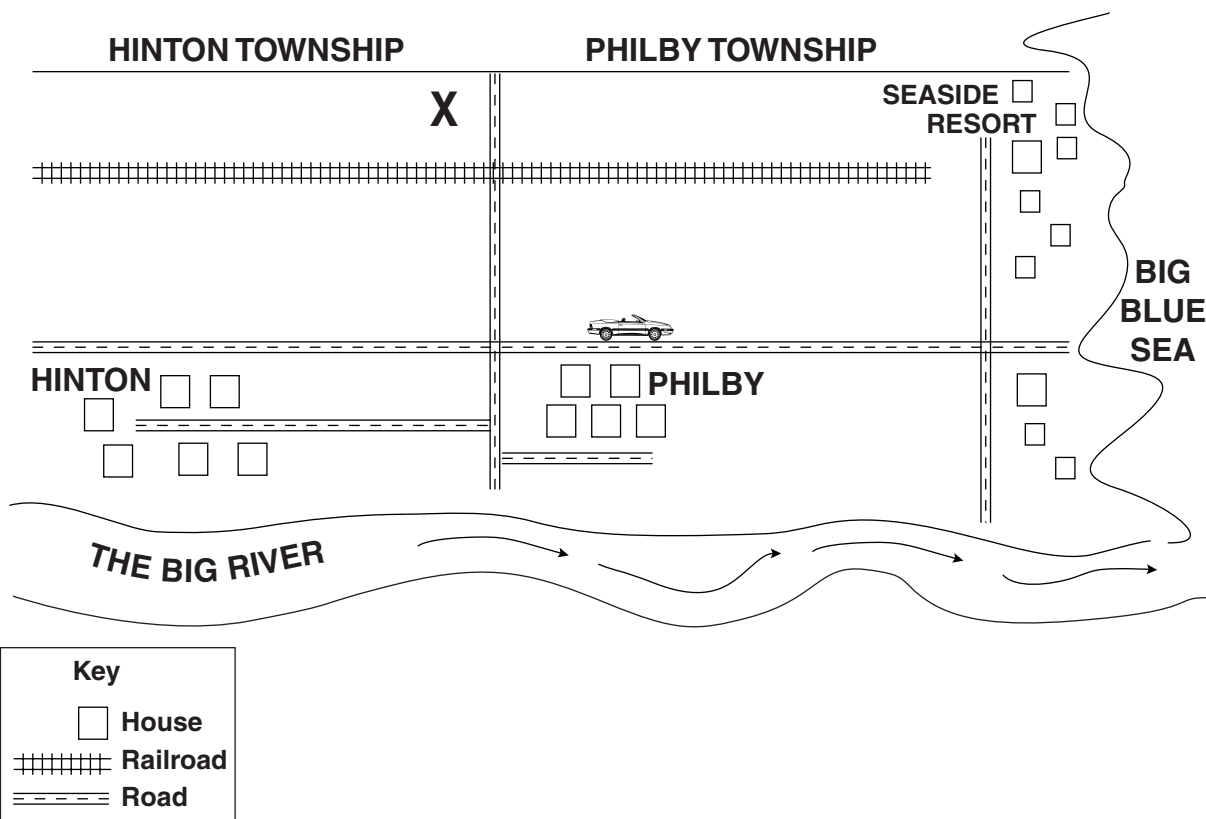 HINTON TOWNSHIP
PHILBY TOWNSHIP
X
SEASIDE
RESORT
BIG
BLUE
SEA
HINTON
PHILBY
THE BIG RIVER
Key
House
Railroad
Road